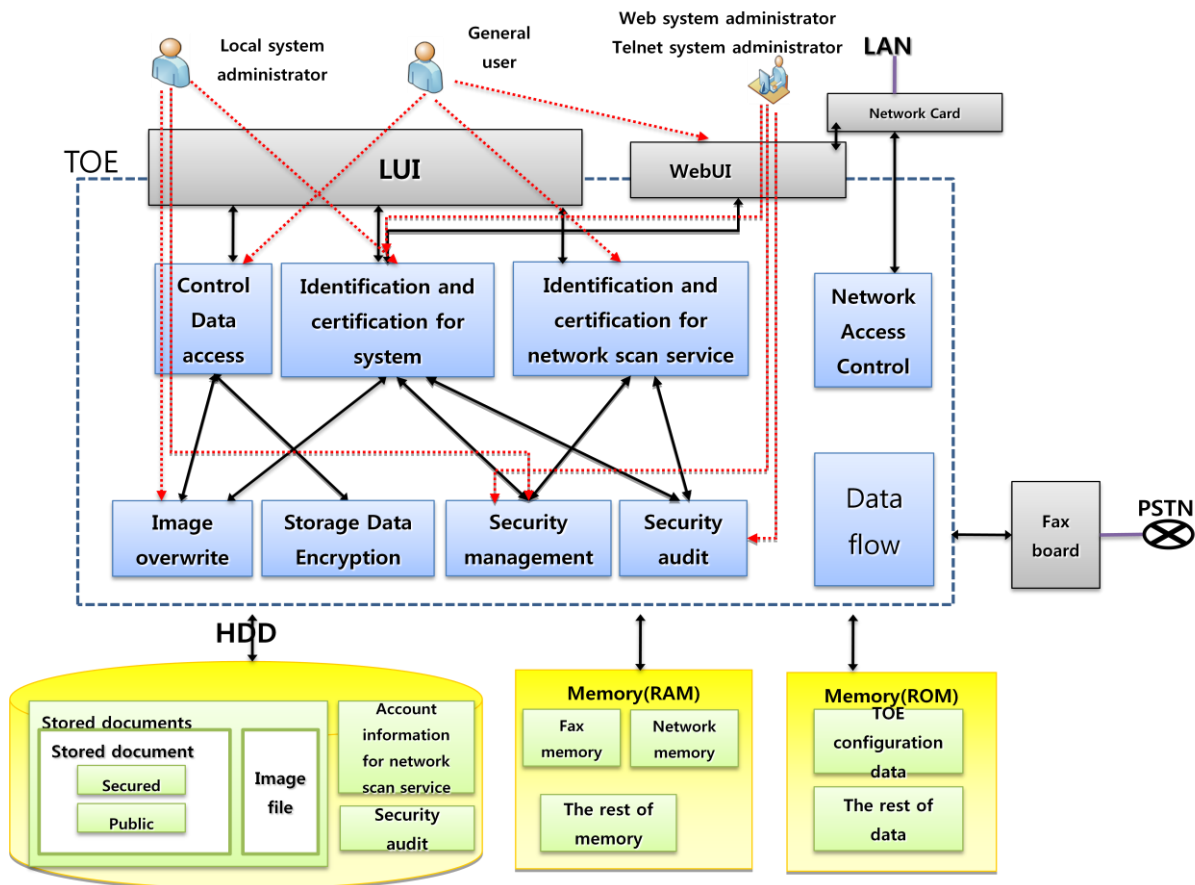 Local system
administrator
General
user
Web system administrator
Telnet system administrator
LAN
Network Card
TOE
LUI
WebUI
Control
Data
access
Identification and
certification for
system
Identification and
certification for
network scan service
Network
Access
Control
Image
overwrite
Storage Data
Encryption
Security
management
Security
audit
Data
flow
Fax
board
PSTN
HDD
Stored documents
Stored document
Secured
Public
Image
file
Account
information
for network
scan service
Security
audit
Memory(RAM)
Fax
memory
Network
memory
The rest of
memory
Memory(ROM)
TOE
configuration
data
The rest of
data